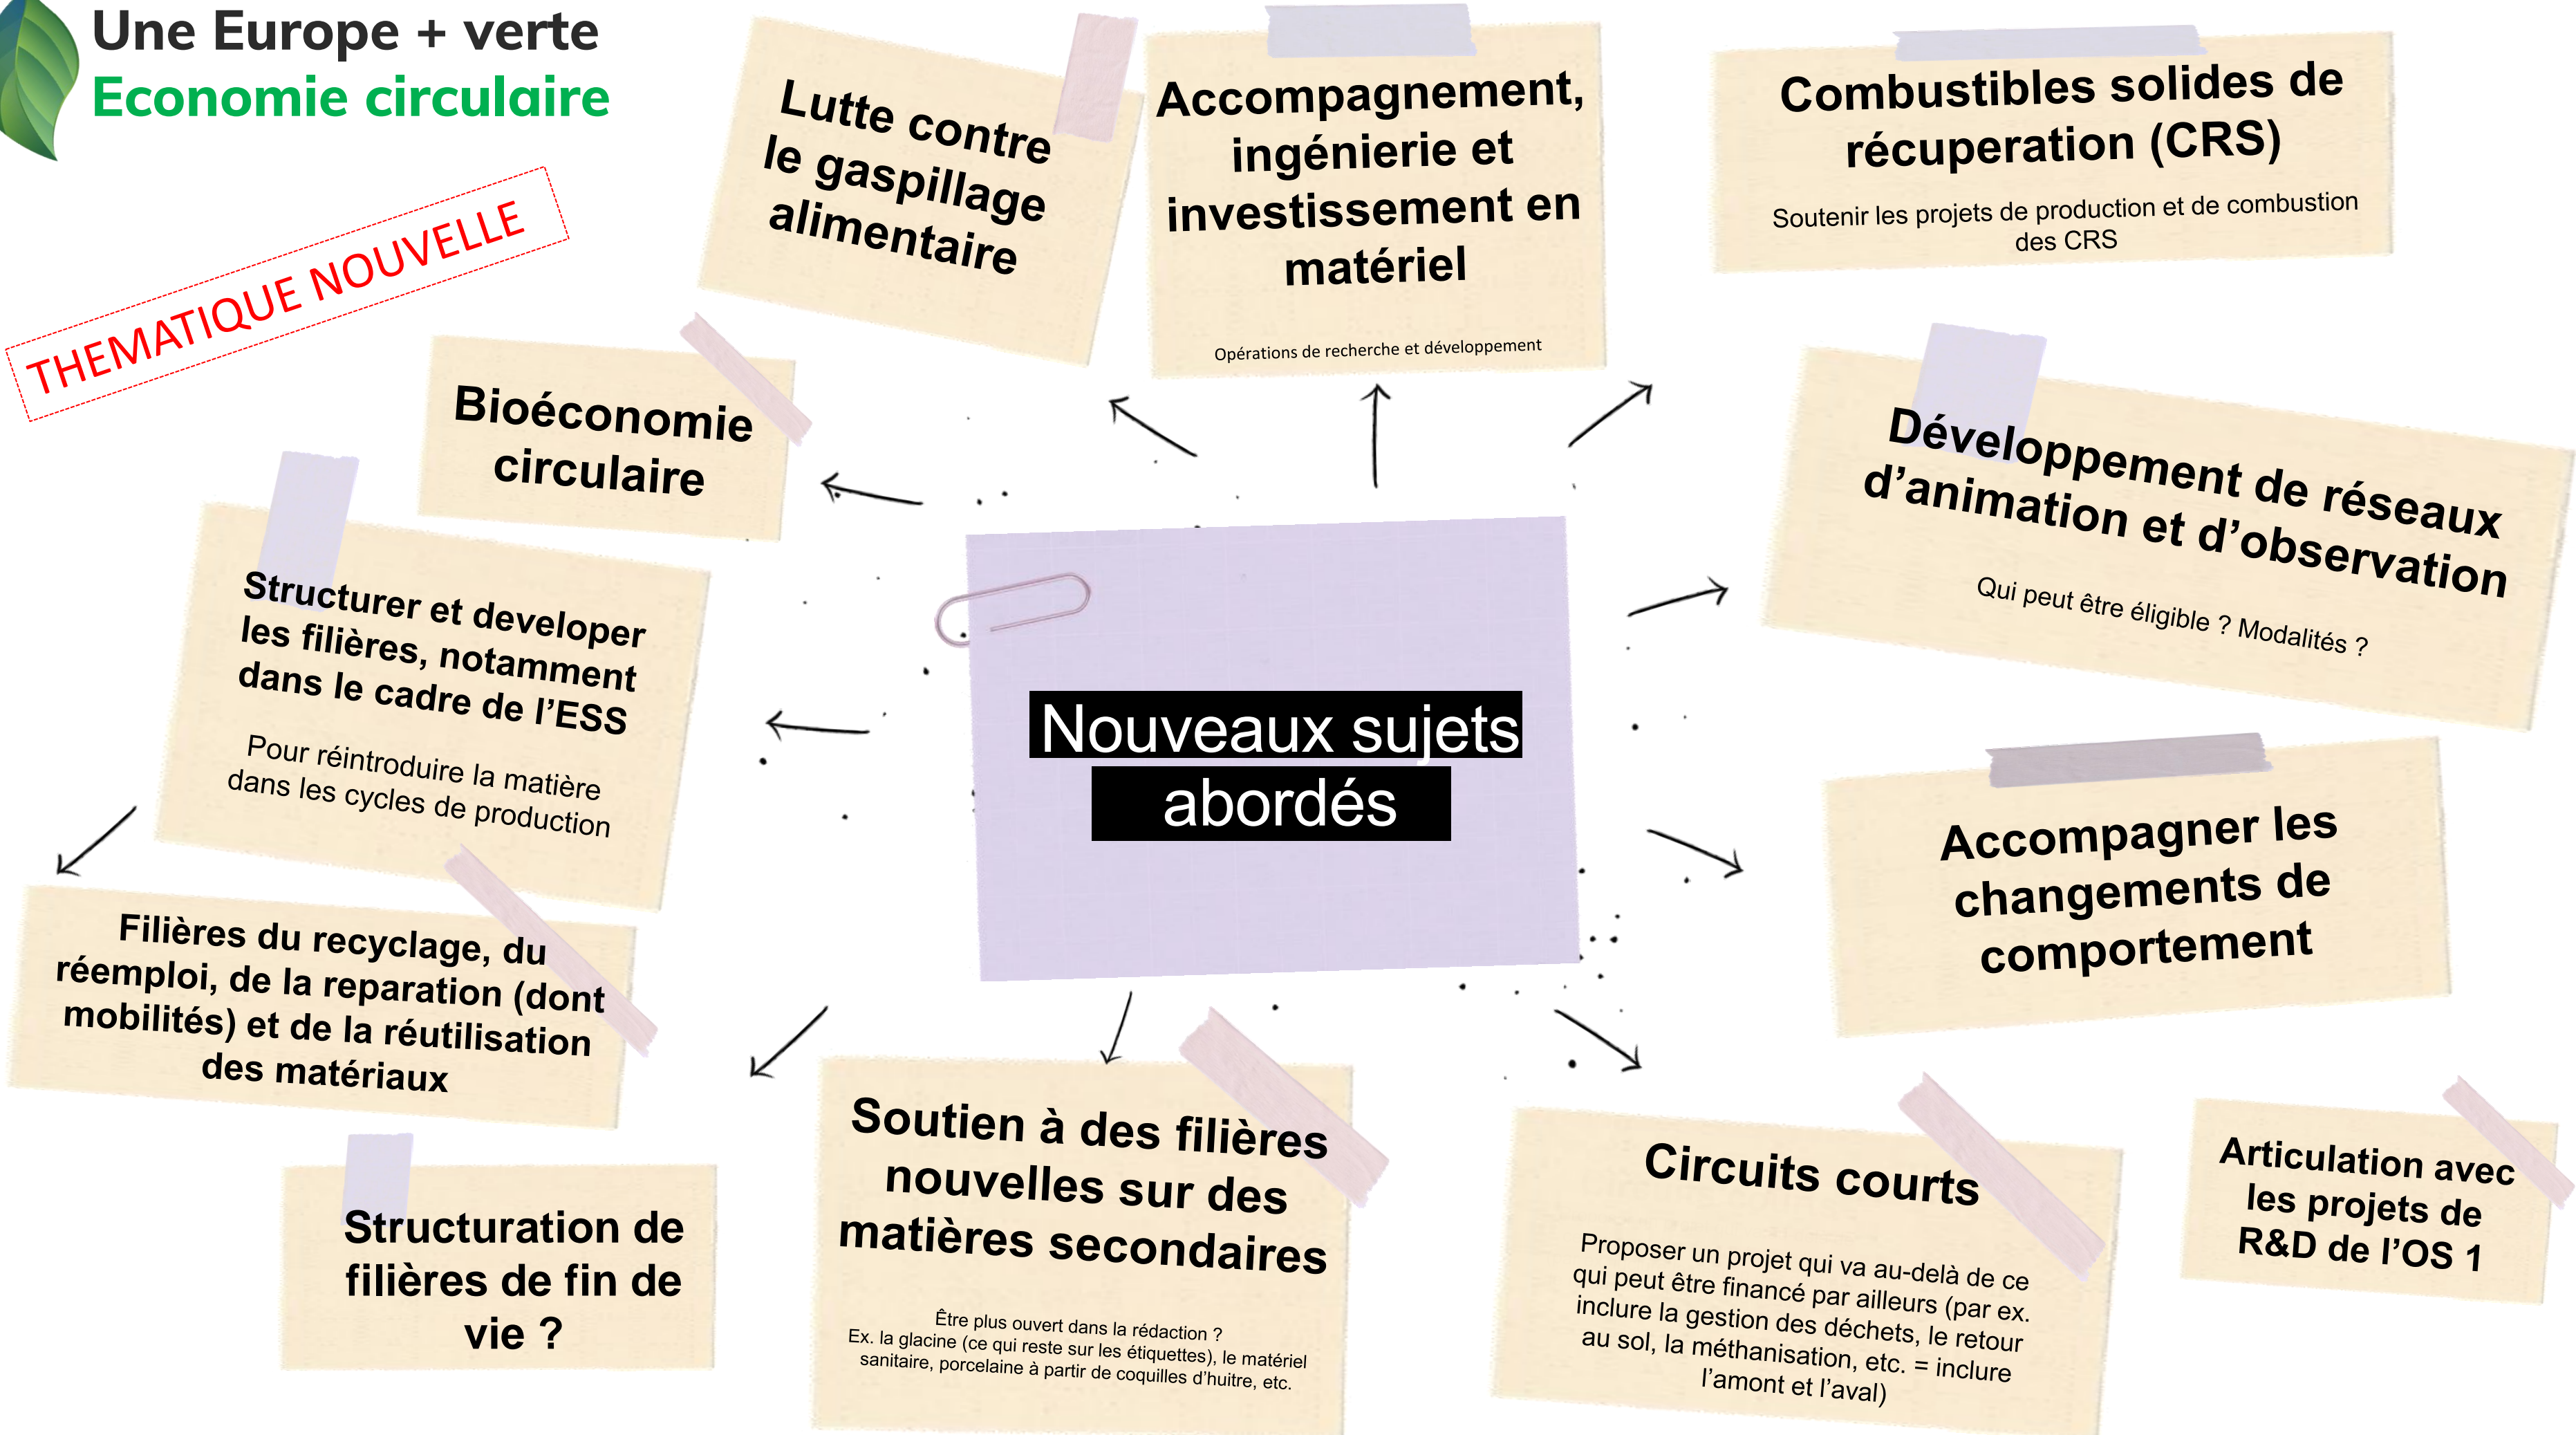 Une Europe + verte
Economie circulaire
THEMATIQUE NOUVELLE
Lutte contre
le gaspillage
alimentaire
Accompagnement,
ingénierie et
investissement en
matériel
Opérations de recherche et développement
Combustibles solides de
récuperation (CRS)
Soutenir les projets de production et de combustion
des CRS
Bioéconomie
circulaire
Développement de réseaux
d’animation et d’observation
Qui peut être éligible ? Modalités ?
Structurer et developer
les filières, notamment
dans le cadre de l’ESS
Pour réintroduire la matière
dans les cycles de production
Nouveaux sujets
abordés
Accompagner les
changements de
comportement
Filières du recyclage, du
réemploi, de la reparation (dont
mobilités) et de la réutilisation
des matériaux
Structuration de
filières de fin de
vie ?
Soutien à des filières
nouvelles sur des
matières secondaires
Être plus ouvert dans la rédaction ?
Ex. la glacine (ce qui reste sur les étiquettes), le matériel
sanitaire, porcelaine à partir de coquilles d’huitre, etc.
Circuits courts
Proposer un projet qui va au-delà de ce
qui peut être financé par ailleurs (par ex.
inclure la gestion des déchets, le retour
au sol, la méthanisation, etc. = inclure
l’amont et l’aval)
Articulation avec
les projets de
R&D de l’OS 1